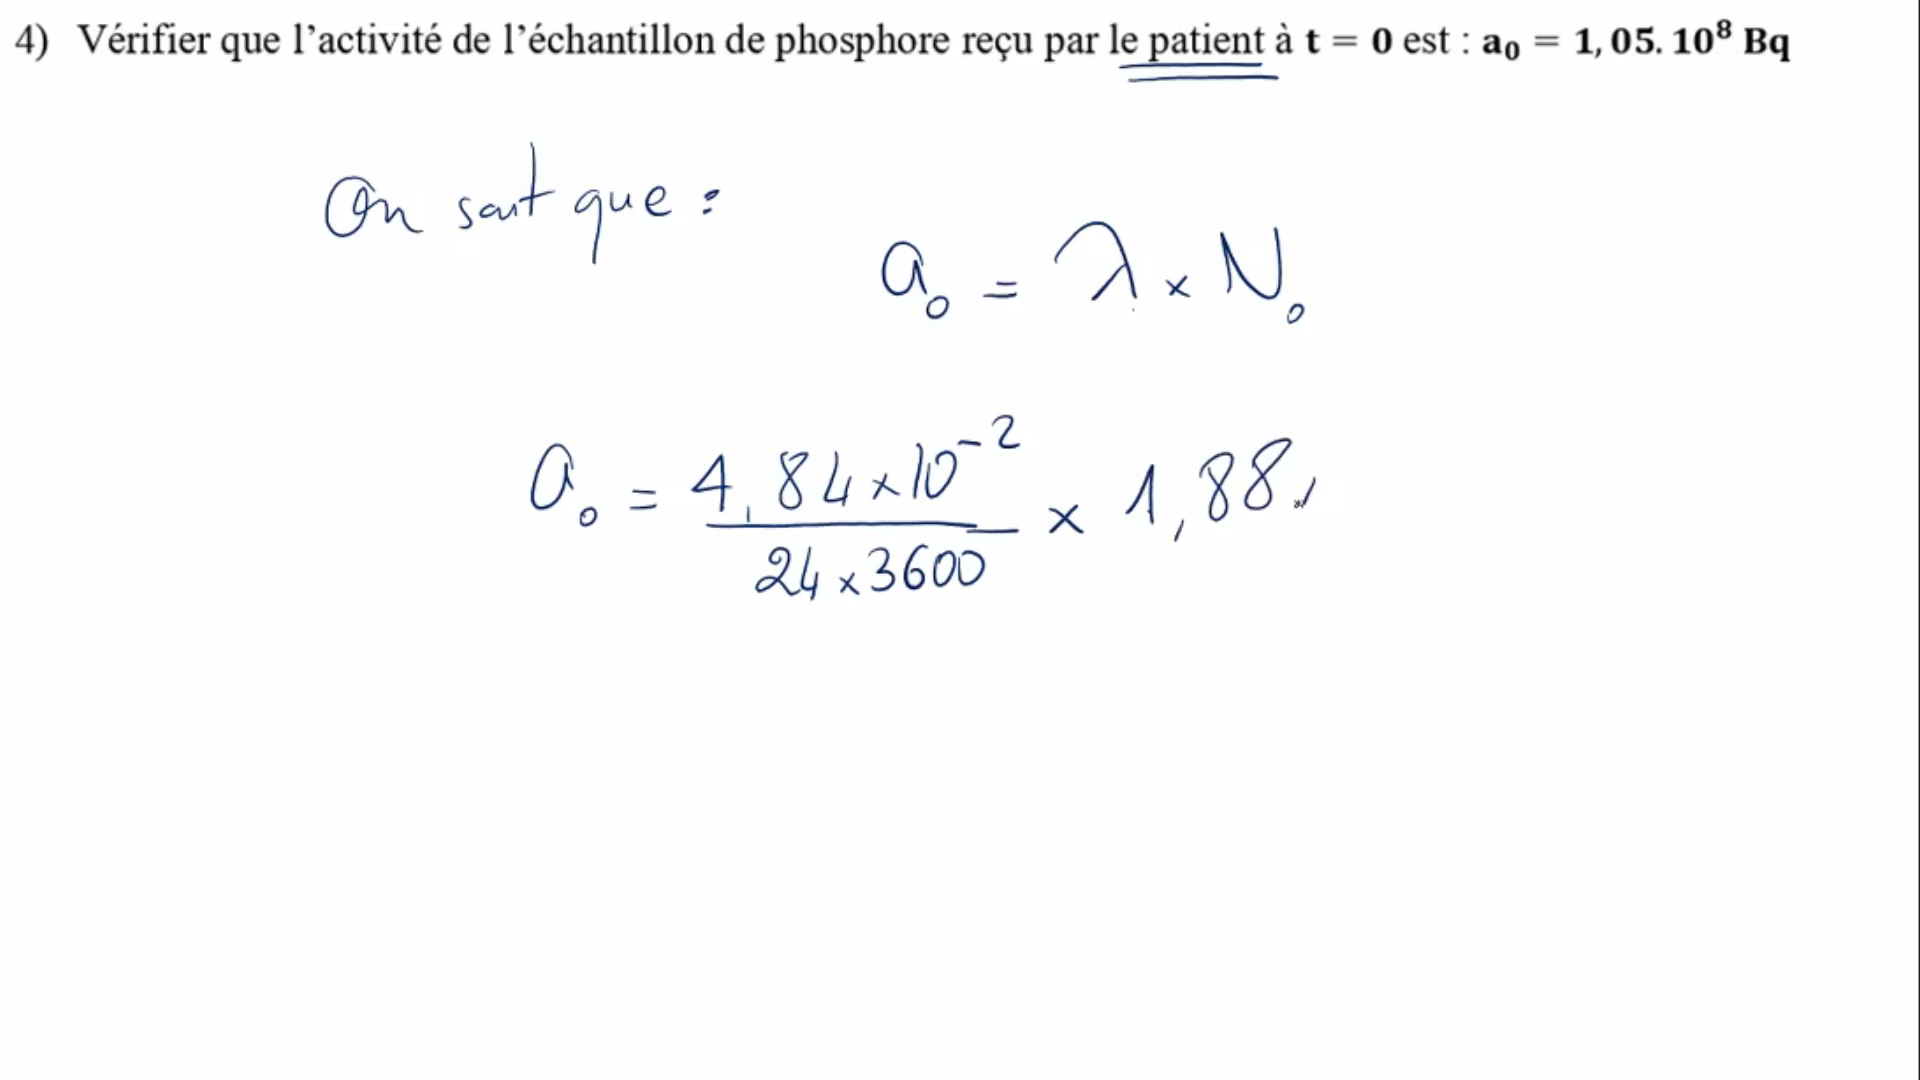 4) Vérifier que l'activité de l'échantillon de phosphore reçu par le patient à t = 0 est : a₀ = 1,05. 10⁸ Bq
On sait que :
a₀ = λ × N₀
a₀ = 4,84×10⁻² / 24×3600 × 1,88